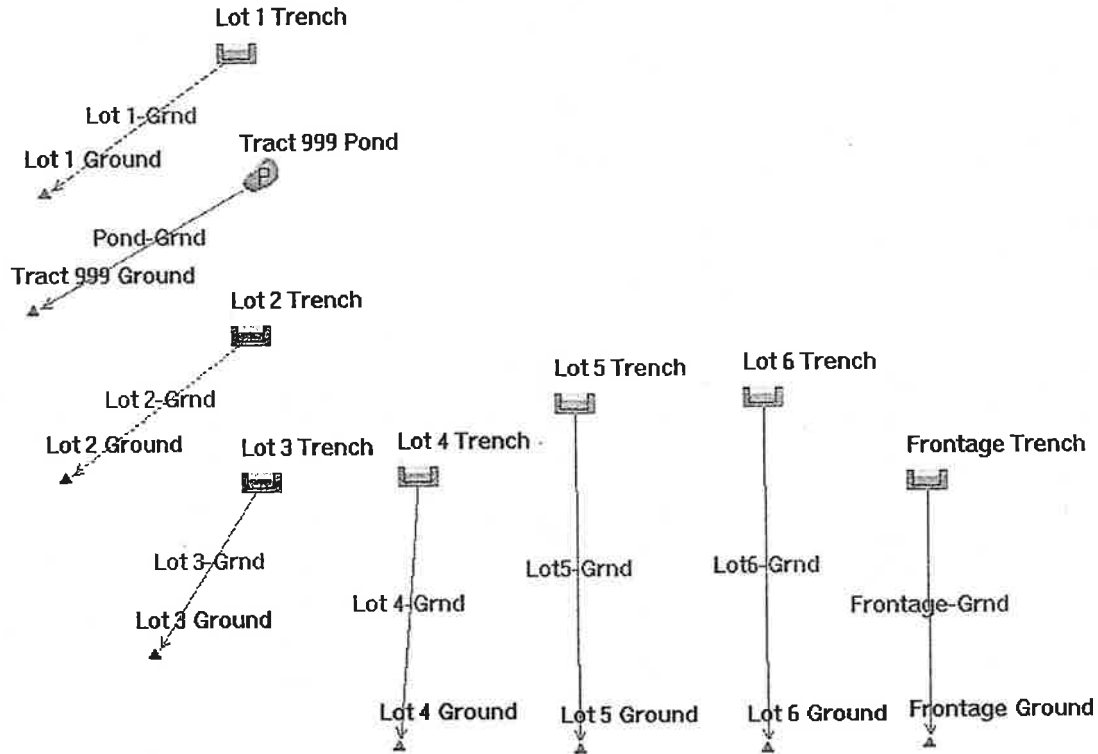 Lot 1 Trench
Lot 1-Grnd
Tract 999 Pond
Lot 1 Ground
Pond-Grnd
Tract 999 Ground
Lot 2 Trench
Lot 5 Trench
Lot 6 Trench
Lot 2-Grnd
Lot 2 Ground
Lot 3 Trench
Lot 4 Trench
Frontage Trench
Lot 3-Grnd
Lot5-Grnd
Lot6-Grnd
Lot 4-Grnd
Frontage-Grnd
Lot 3 Ground
Lot 4 Ground
Lot 5 Ground
Lot 6 Ground
Frontage Ground